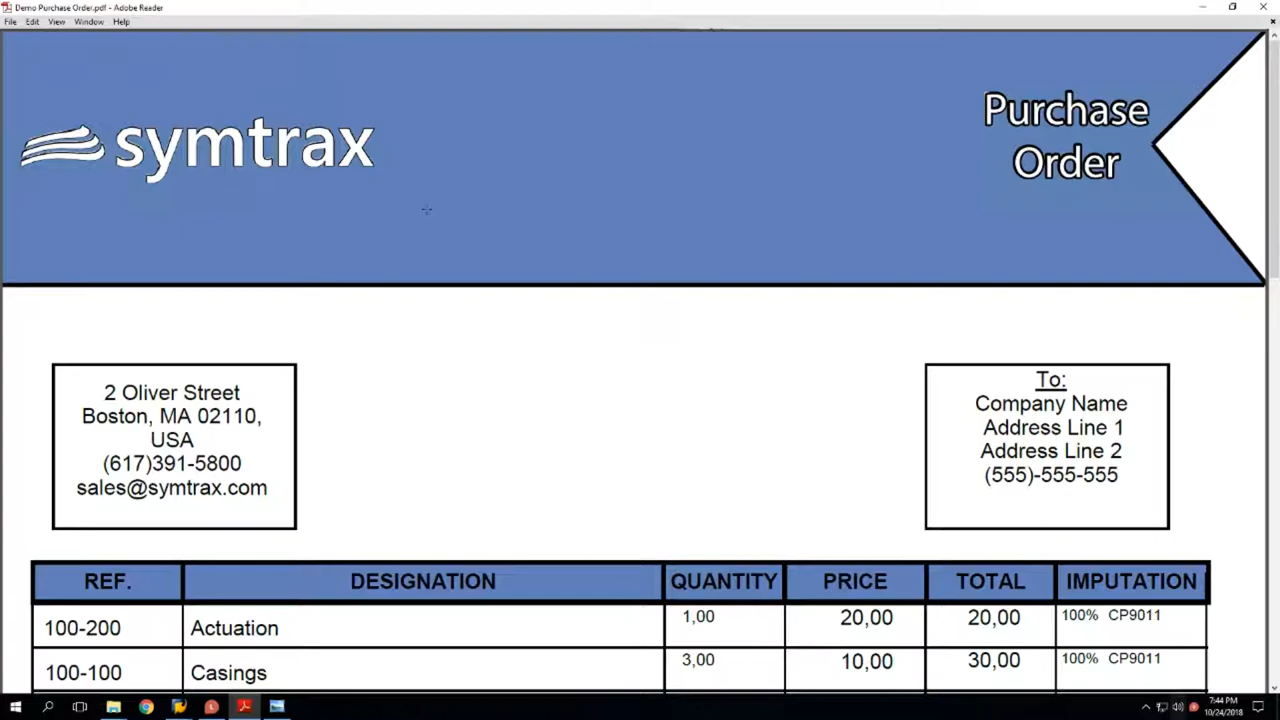 Demo Purchase Order.pdf - Adobe Reader
File Edit View Window Help
symtrax
Purchase
Order
2 Oliver Street
Boston, MA 02110,
USA
(617)391-5800
sales@symtrax.com
To:
Company Name
Address Line 1
Address Line 2
(555)-555-555
REF. DESIGNATION QUANTITY PRICE TOTAL IMPUTATION
100-200 Actuation 1,00 20,00 20,00 100% CP9011
100-100 Casings 3,00 10,00 30,00 100% CP9011
7:44 PM
10/24/2018